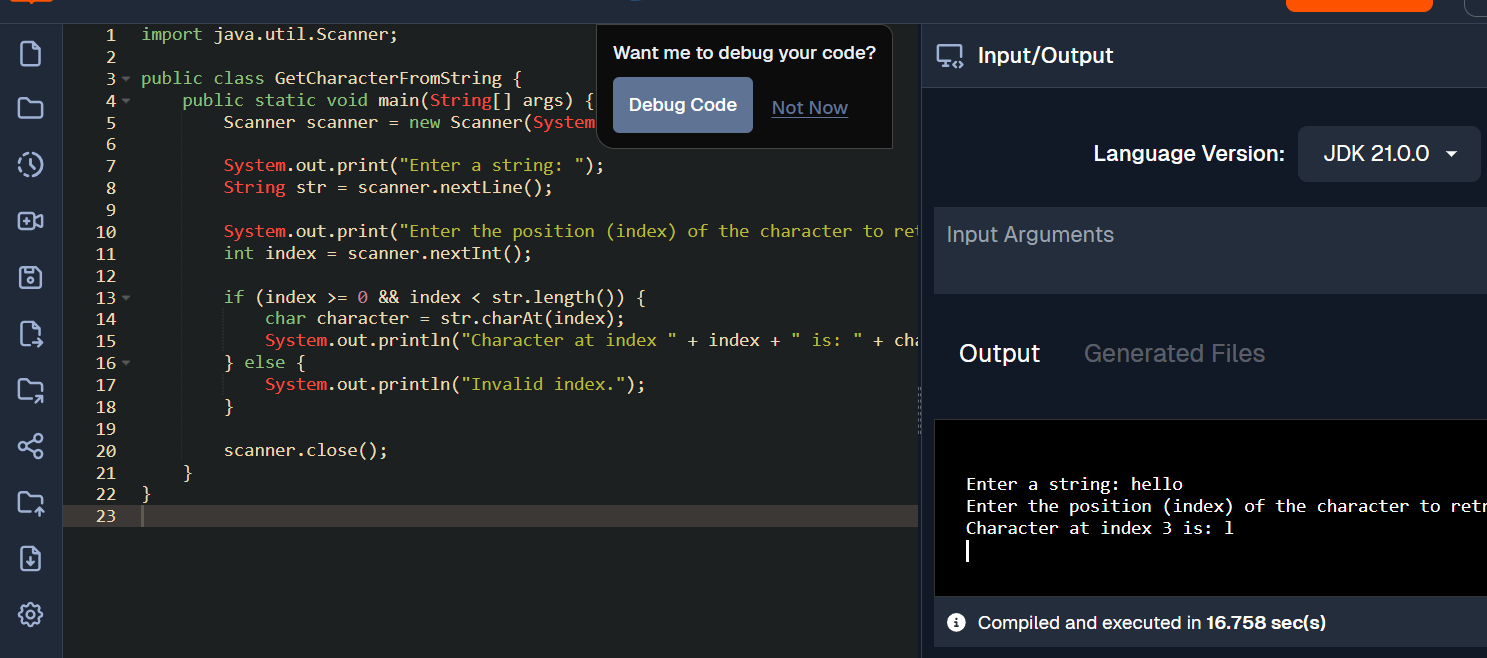 1 import java.util.Scanner;
2
3 public class GetCharacterFromString {
4 public static void main(String[] args) {
5 Scanner scanner = new Scanner(System
6
7 System.out.print("Enter a string: ");
8 String str = scanner.nextLine();
9
10 System.out.print("Enter the position (index) of the character to ret
11 int index = scanner.nextInt();
12
13 if (index >= 0 && index < str.length()) {
14 char character = str.charAt(index);
15 System.out.println("Character at index " + index + " is: " + cha
16 } else {
17 System.out.println("Invalid index.");
18 }
19
20 scanner.close();
21 }
22 }
23
Want me to debug your code?
Debug Code Not Now
Input/Output
Language Version: JDK 21.0.0
Input Arguments
Output Generated Files
Enter a string: hello
Enter the position (index) of the character to retr
Character at index 3 is: l
Compiled and executed in 16.758 sec(s)